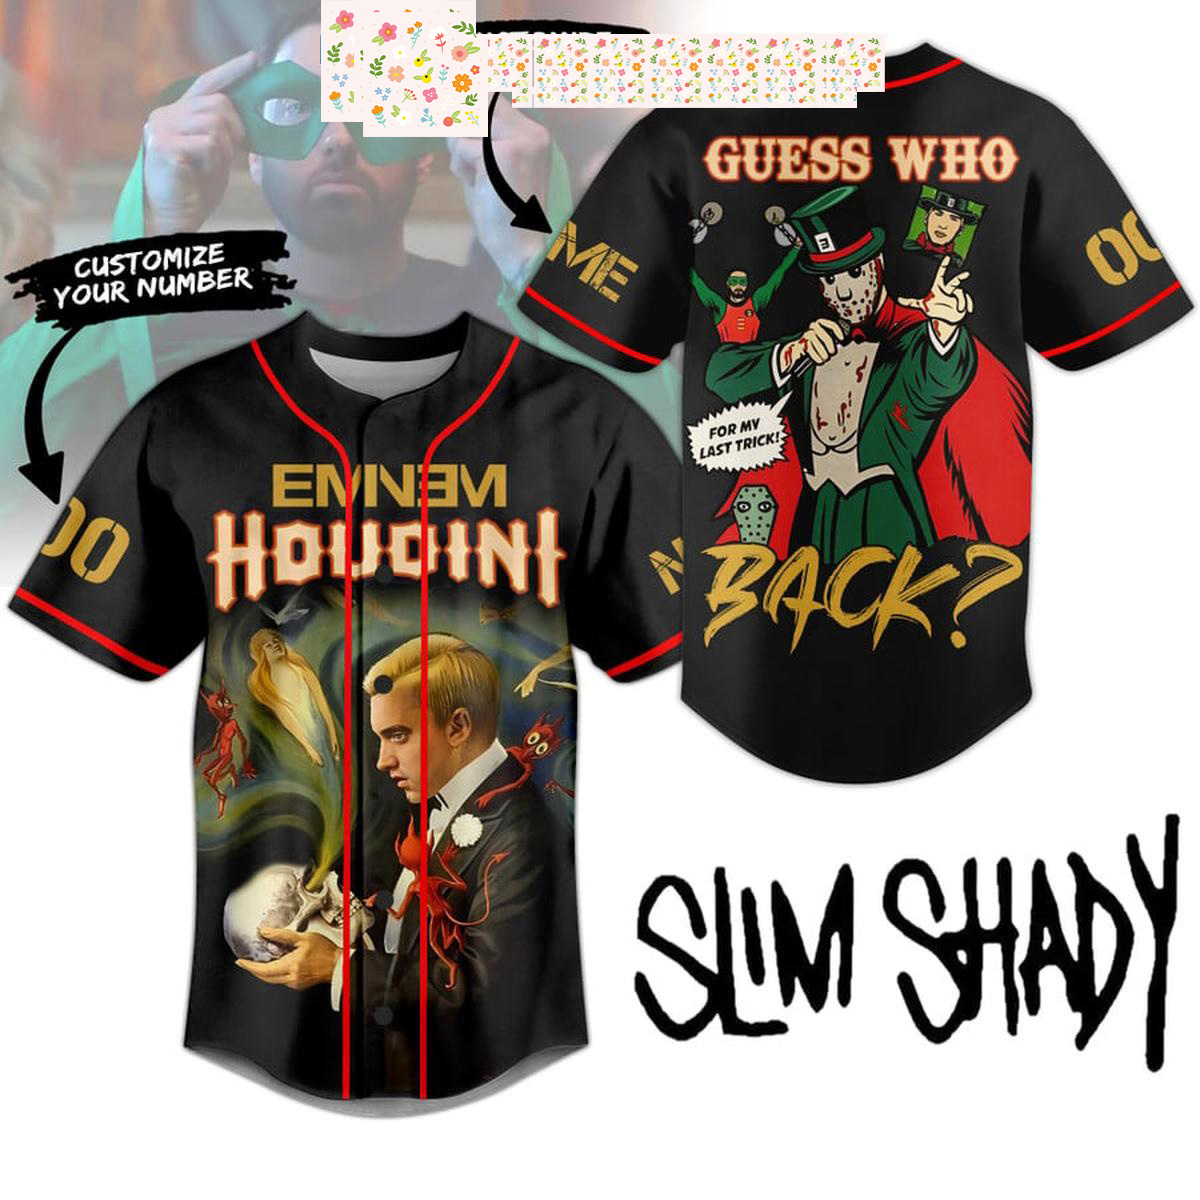 CUSTOMIZE
YOUR NUMBER
GUESS WHO
ME
00
E
FOR MY
LAST TRICK!
BACK?
00
EMINEM
HOUDINI
N
SLIM SHADY